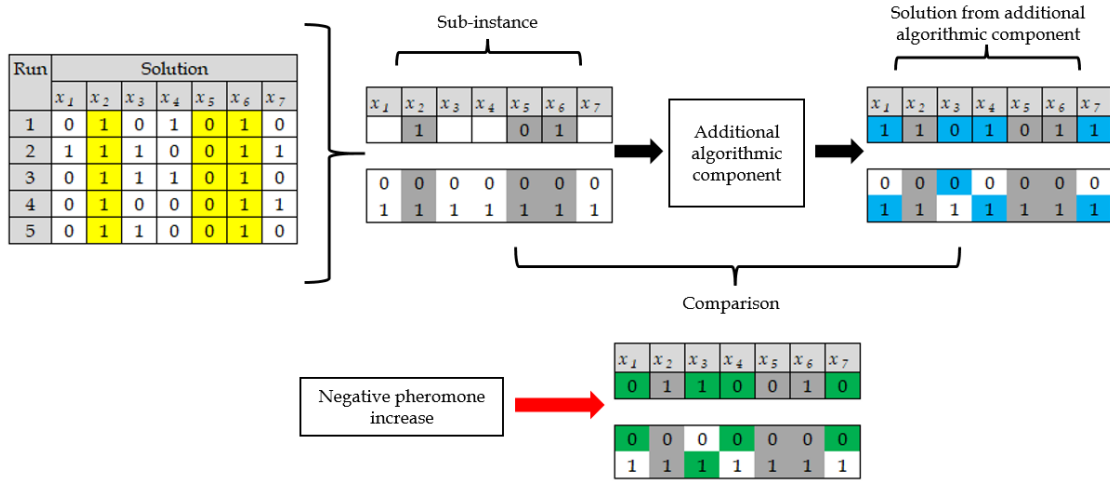 Run Solution
x1 x2 x3 x4 x5 x6 x7
1 0 1 0 1 0 1 0
2 1 1 1 0 0 1 1
3 0 1 1 1 0 1 0
4 0 1 0 0 0 1 1
5 0 1 1 0 0 1 0
Sub-instance
x1 x2 x3 x4 x5 x6 x7
1 0 1
0 0 0 0 0 0 0
1 1 1 1 1 1 1
Additional
algorithmic
component
Solution from additional
algorithmic component
x1 x2 x3 x4 x5 x6 x7
1 1 0 1 0 1 1
0 0 0 0 0 0 0
1 1 1 1 1 1 1
Comparison
Negative pheromone
increase
x1 x2 x3 x4 x5 x6 x7
0 1 1 0 0 1 0
0 0 0 0 0 0 0
1 1 1 1 1 1 1